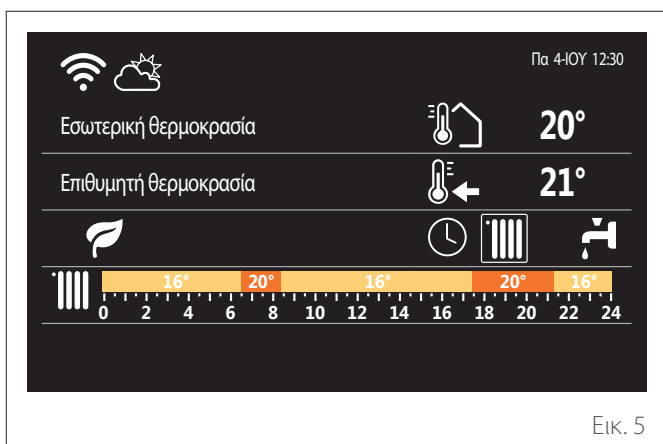 Πα 4-ΙΟΥ 12:30
Εσωτερική θερμοκρασία 20°
Επιθυμητή θερμοκρασία 21°
16° 20° 16° 20° 16°
0 2 4 6 8 10 12 14 16 18 20 22 24
Εικ. 5